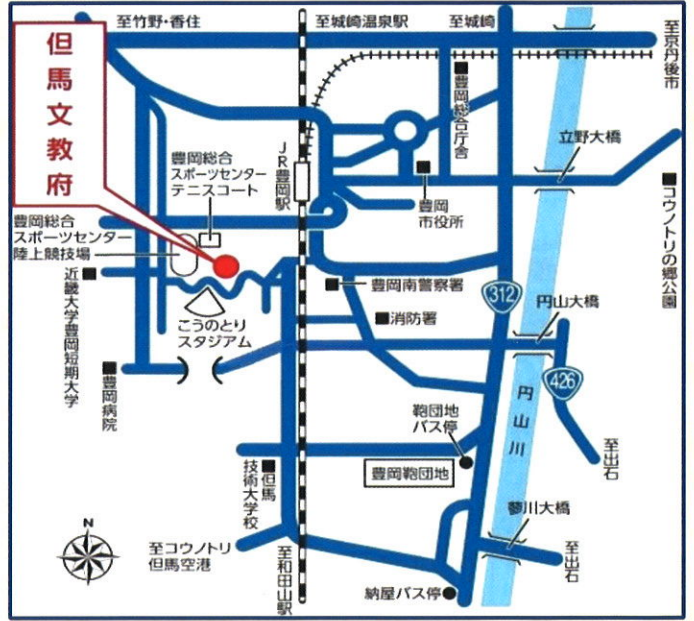 至竹野・香住
至城崎温泉駅
至城崎
至京丹後市
但馬文教府
豊岡総合庁舎
立野大橋
JR豊岡駅
豊岡総合
スポーツセンター
テニスコート
コウノトリの郷公園
豊岡
市役所
豊岡総合
スポーツセンター
陸上競技場
近畿大学豊岡短期大学
豊岡南警察署
312
円山大橋
こうのとり
スタジアム
消防署
豊岡病院
426
円山川
鞄団地
バス停
豊岡鞄団地
至出石
但馬
技術大学校
蓼川大橋
N
至コウノトリ
但馬空港
至和田山駅
至出石
納屋バス停